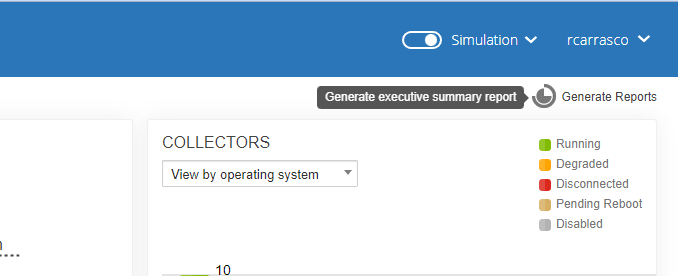 Simulation
rcarrasco
Generate executive summary report
Generate Reports
COLLECTORS
View by operating system
Running
Degraded
Disconnected
Pending Reboot
Disabled
10